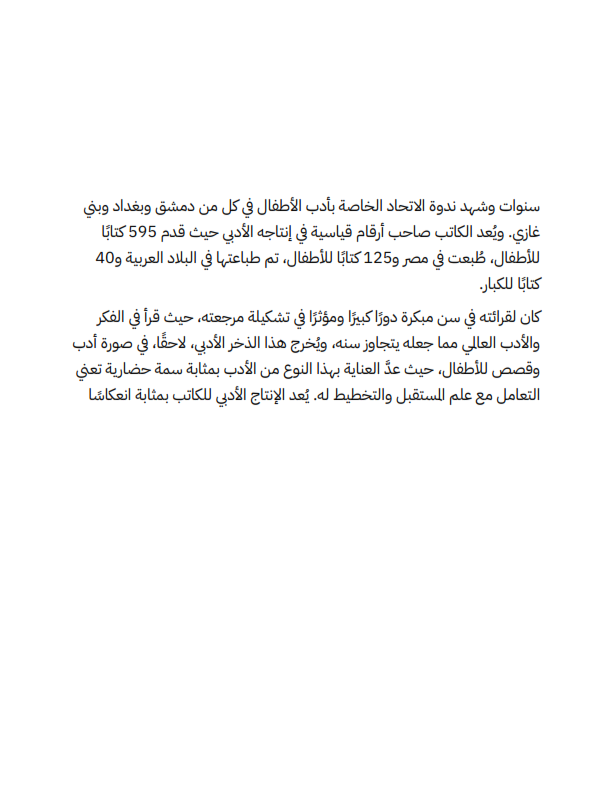 سنوات وشهد ندوة الاتحاد الخاصة بأدب الأطفال في كل من دمشق وبغداد وبني
غازي. ويُعد الكاتب صاحب أرقام قياسية في إنتاجه الأدبي حيث قدم 595 كتابًا
للأطفال، طُبعت في مصر و125 كتابًا للأطفال، تم طباعتها في البلاد العربية و40
كتابًا للكبار.
كان لقرائته في سن مبكرة دورًا كبيرًا ومؤثرًا في تشكيلة مرجعته، حيث قرأ في الفكر
والأدب العالمي مما جعله يتجاوز سنه، ويُخرج هذا الذخر الأدبي، لاحقًا، في صورة أدب
وقصص للأطفال، حيث عدَّ العناية بهذا النوع من الأدب بمثابة سمة حضارية تعني
التعامل مع علم المستقبل والتخطيط له. يُعد الإنتاج الأدبي للكاتب بمثابة انعكاسًا